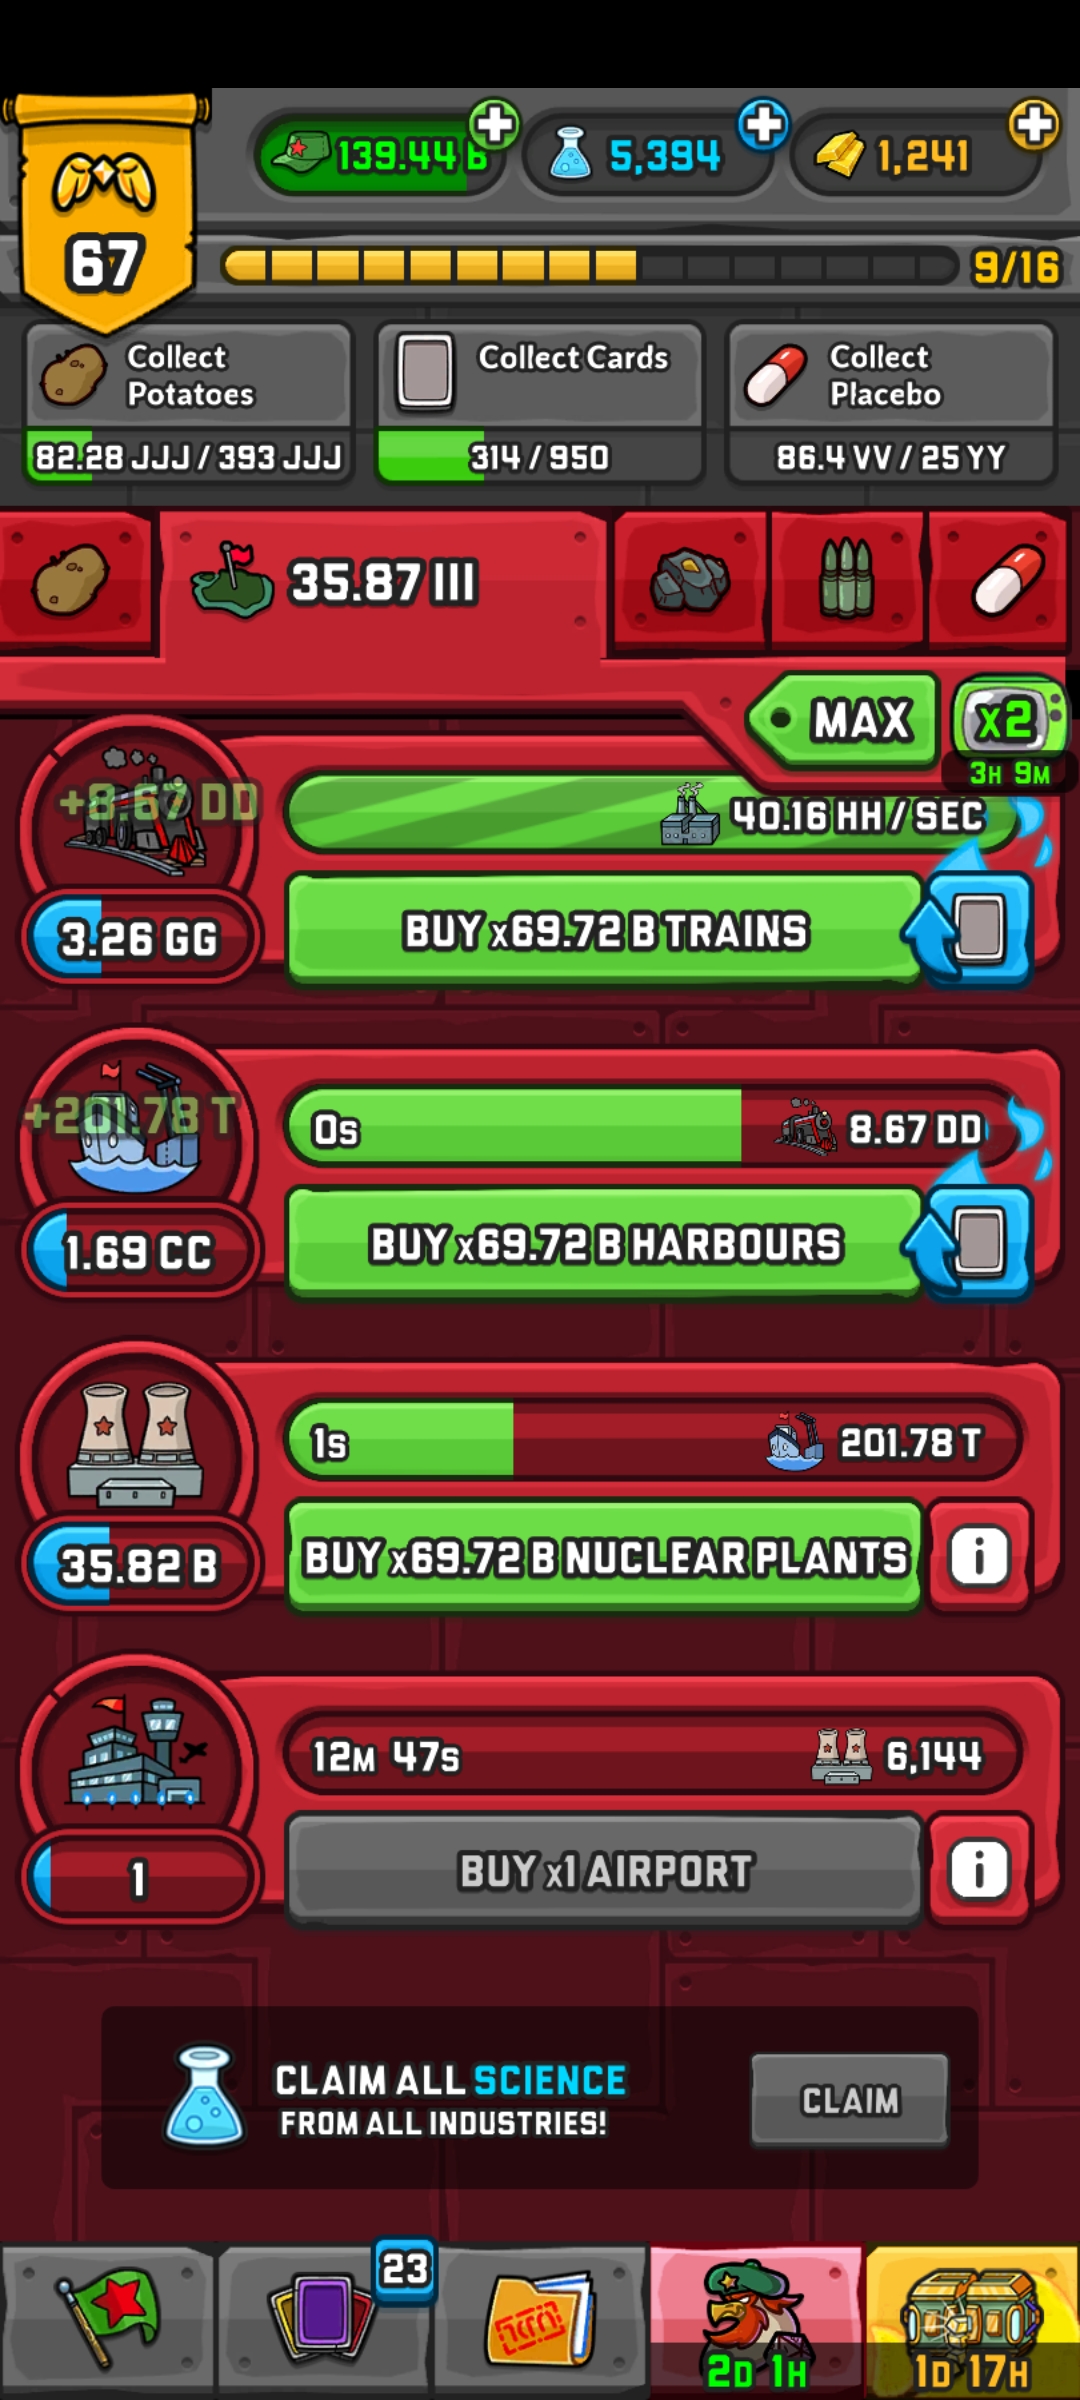 139.44 B
5,394
1,241
67
9/16
Collect
Potatoes
82.28 JJJ / 393 JJJ
Collect Cards
314 / 950
Collect
Placebo
86.4 VV / 25 YY
35.87 III
MAX
x2
3H 9M
+8.67 DD
40.16 HH / SEC
3.26 GG
BUY x69.72 B TRAINS
+201.78 T
0s
8.67 DD
1.69 CC
BUY x69.72 B HARBOURS
1s
201.78 T
35.82 B
BUY x69.72 B NUCLEAR PLANTS
i
12M 47s
6,144
1
BUY x1 AIRPORT
i
CLAIM ALL SCIENCE
FROM ALL INDUSTRIES!
CLAIM
23
2D 1H
1D 17H